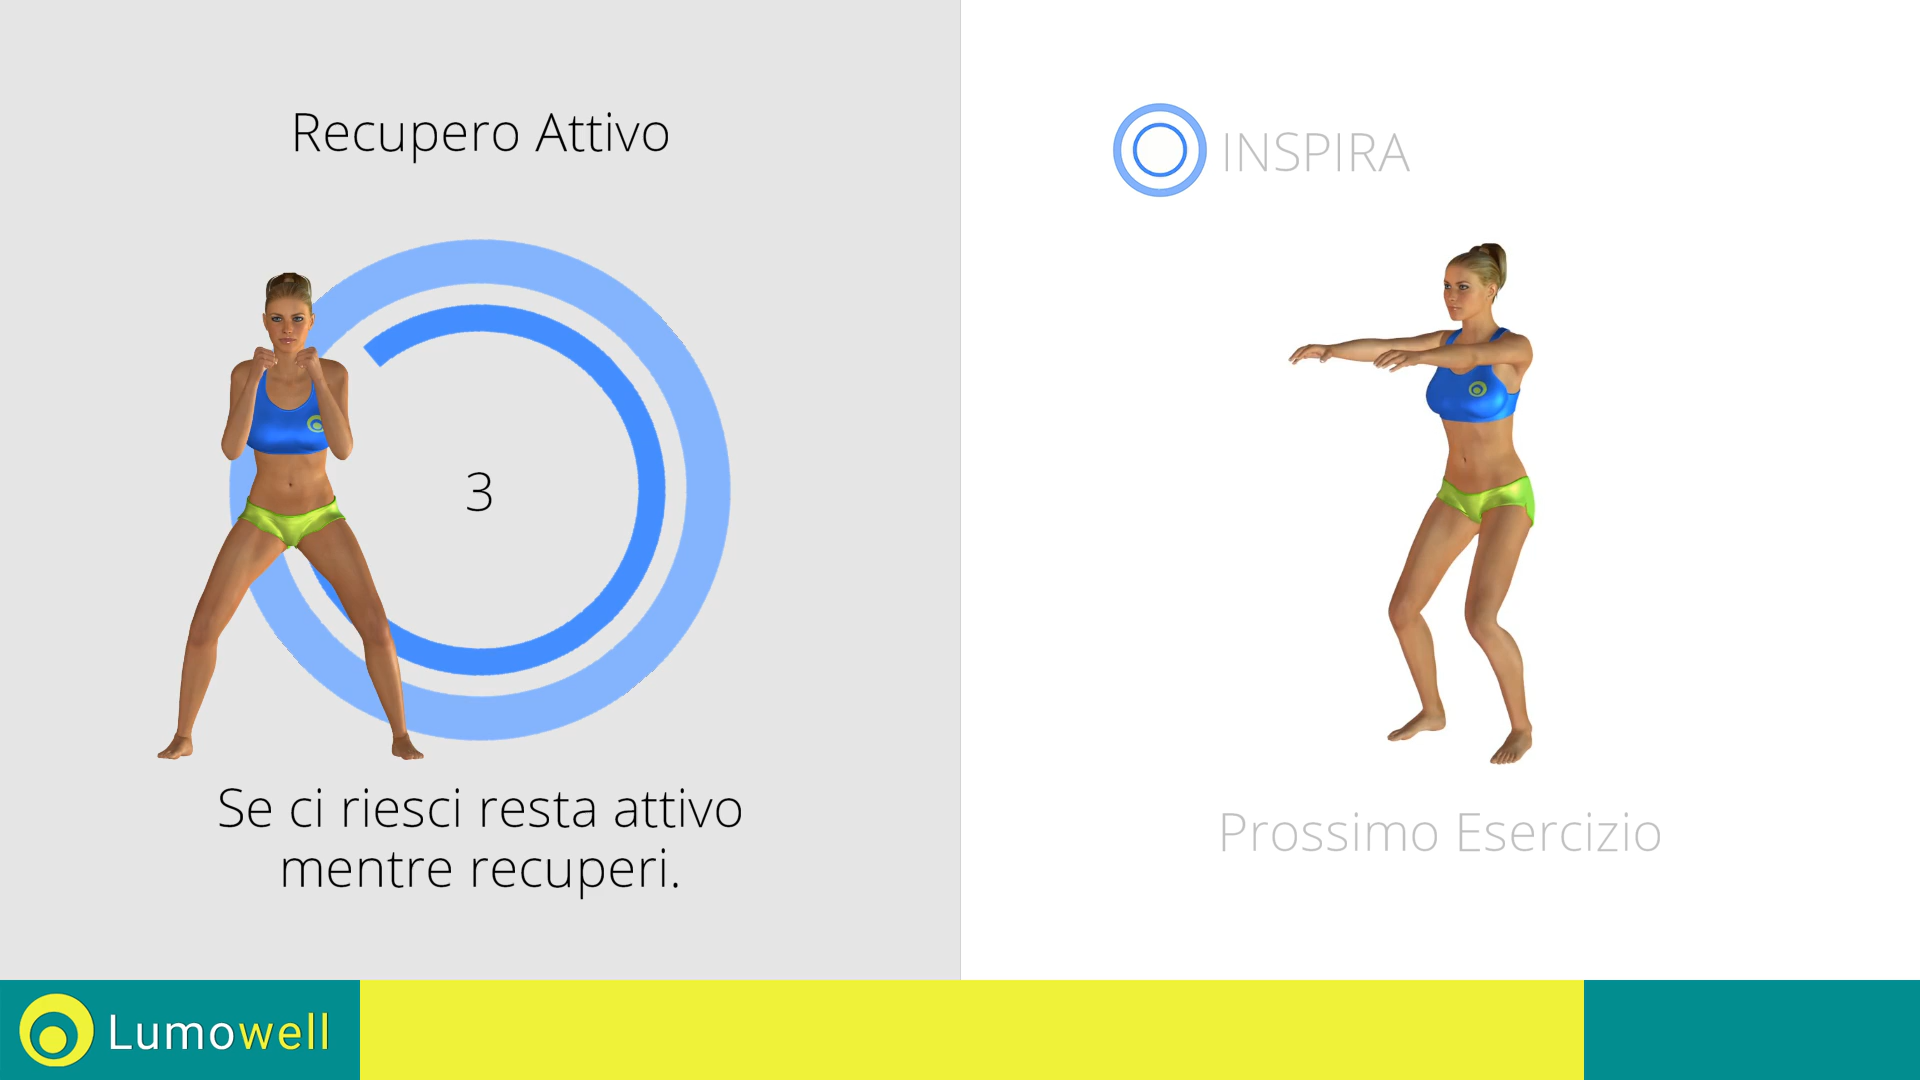 Recupero Attivo
3
Se ci riesci resta attivo
mentre recuperi.
INSPIRA
Prossimo Esercizio
Lumowell